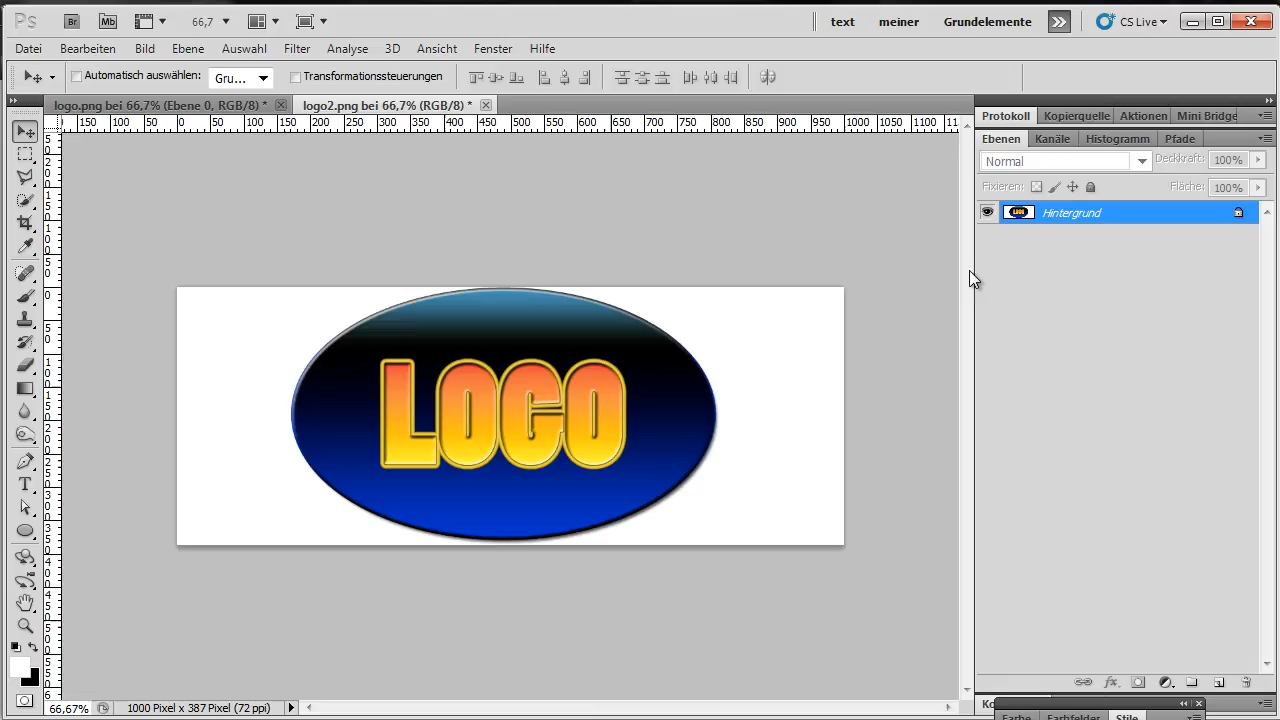 Ps Br Mb 66,7 text meiner Grundelemente CS Live
Datei Bearbeiten Bild Ebene Auswahl Filter Analyse 3D Ansicht Fenster Hilfe
Automatisch auswählen: Gru... Transformationssteuerungen
logo.png bei 66,7% (Ebene 0, RGB/8) * logo2.png bei 66,7% (RGB/8) *
150 100 50 0 50 100 150 200 250 300 350 400 450 500 550 600 650 700 750 800 850 900 950 1000 1050 1100
Protokoll Kopierquelle Aktionen Mini Bridge
Ebenen Kanäle Histogramm Pfade
Normal Deckkraft: 100%
Fixieren: Fläche: 100%
Hintergrund
LOGO
66,67% 1000 Pixel x 387 Pixel (72 ppi)
Farbe Farbfelder Stile